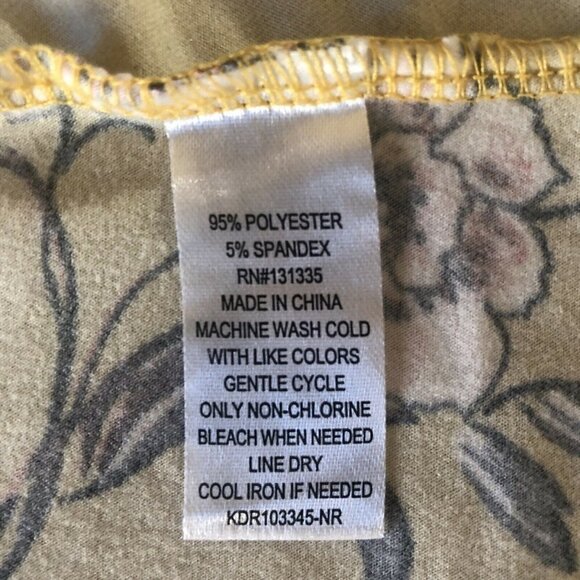 95% POLYESTER
5% SPANDEX
RN#131335
MADE IN CHINA
MACHINE WASH COLD
WITH LIKE COLORS
GENTLE CYCLE
ONLY NON-CHLORINE
BLEACH WHEN NEEDED
LINE DRY
COOL IRON IF NEEDED
KDR103345-NR